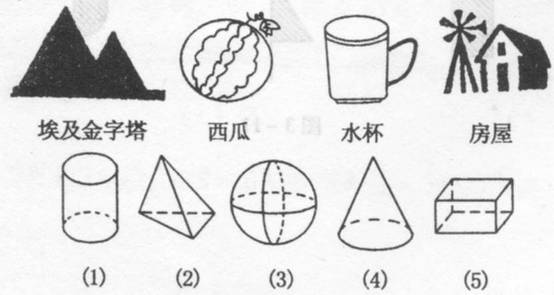 埃及金字塔 西瓜 水杯 房屋
(1) (2) (3) (4) (5)